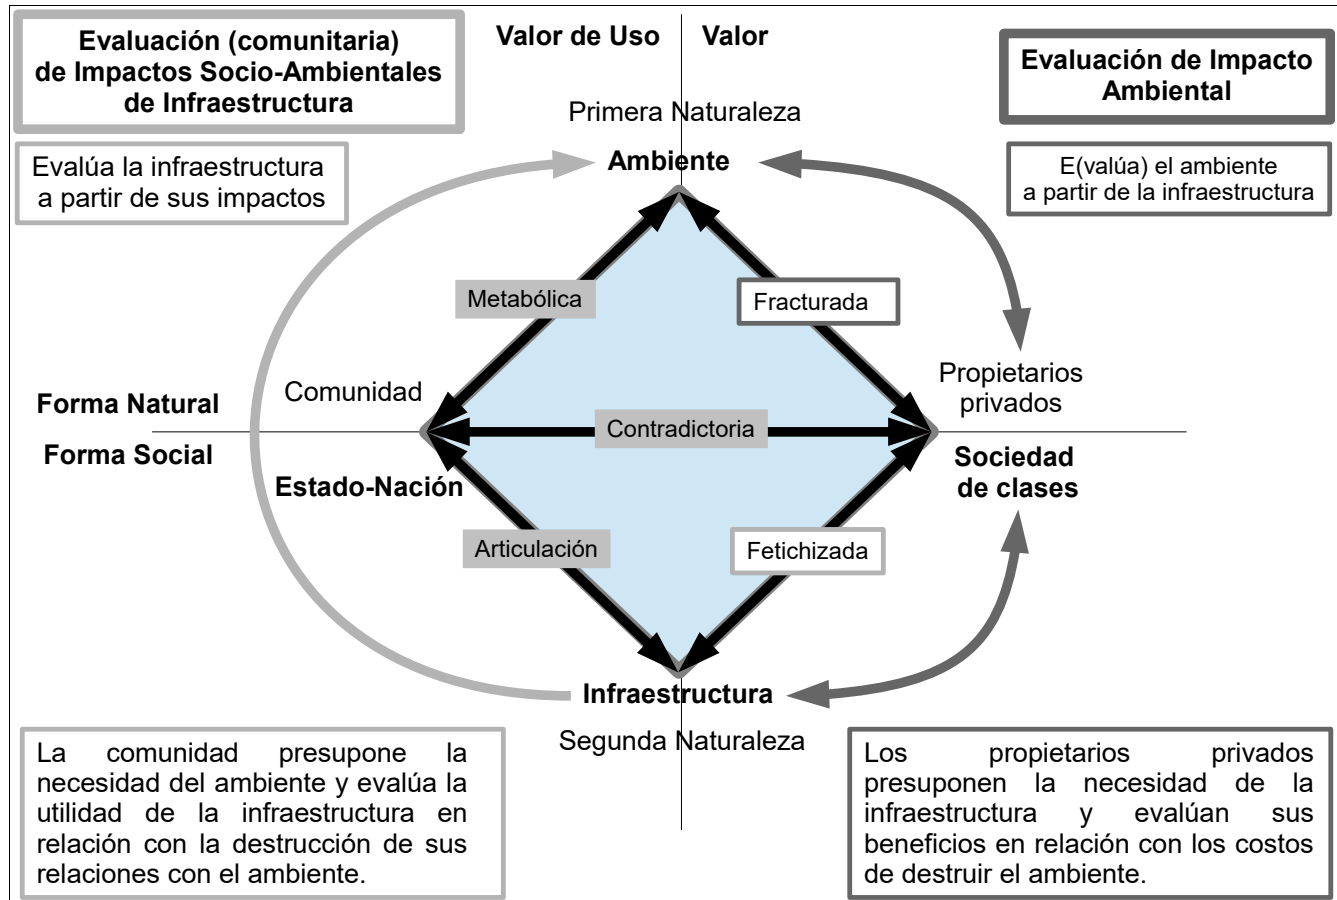 Evaluación (comunitaria)
de Impactos Socio-Ambientales
de Infraestructura
Valor de Uso
Valor
Evaluación de Impacto
Ambiental
Primera Naturaleza
Ambiente
Evalúa la infraestructura
a partir de sus impactos
E(valúa) el ambiente
a partir de la infraestructura
Metabólica
Fracturada
Forma Natural
Comunidad
Propietarios
privados
Contradictoria
Forma Social
Estado-Nación
Sociedad
de clases
Articulación
Fetichizada
Infraestructura
Segunda Naturaleza
La comunidad presupone la
necesidad del ambiente y evalúa la
utilidad de la infraestructura en
relación con la destrucción de sus
relaciones con el ambiente.
Los propietarios privados
presuponen la necesidad de la
infraestructura y evalúan sus
beneficios en relación con los costos
de destruir el ambiente.